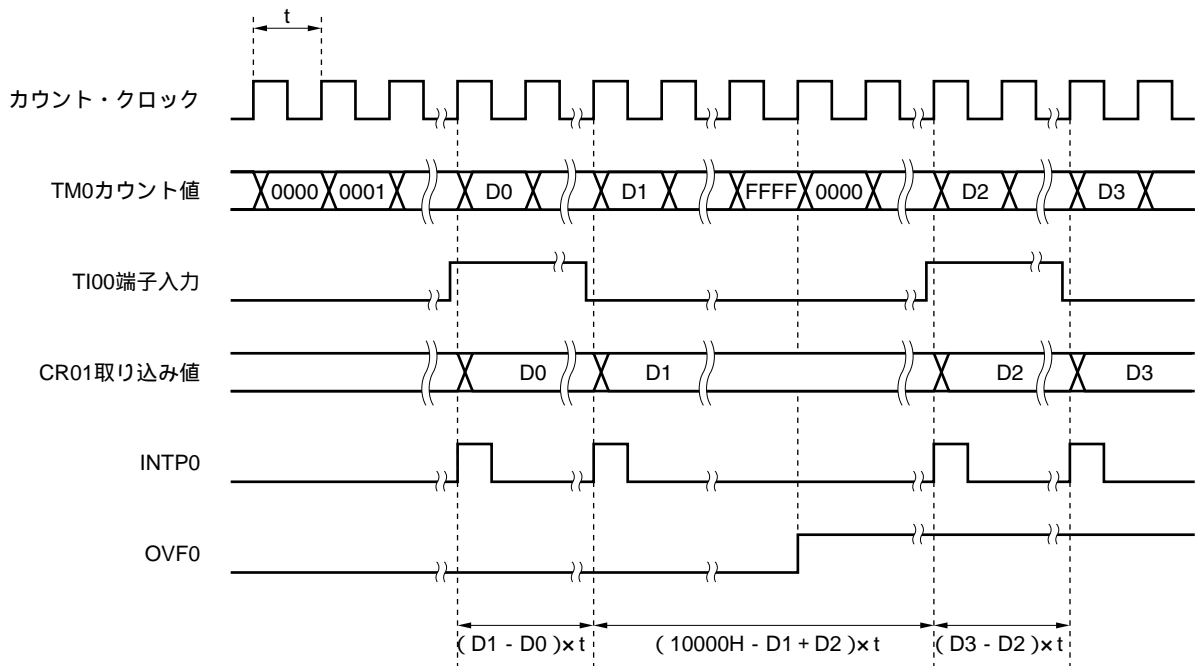 t
カウント・クロック
TM0カウント値
0000 0001 D0 D1 FFFF 0000 D2 D3
TI00端子入力
CR01取り込み値
D0 D1 D2 D3
INTP0
OVF0
( D1 - D0 )×t ( 10000H - D1 + D2 )×t ( D3 - D2 )×t